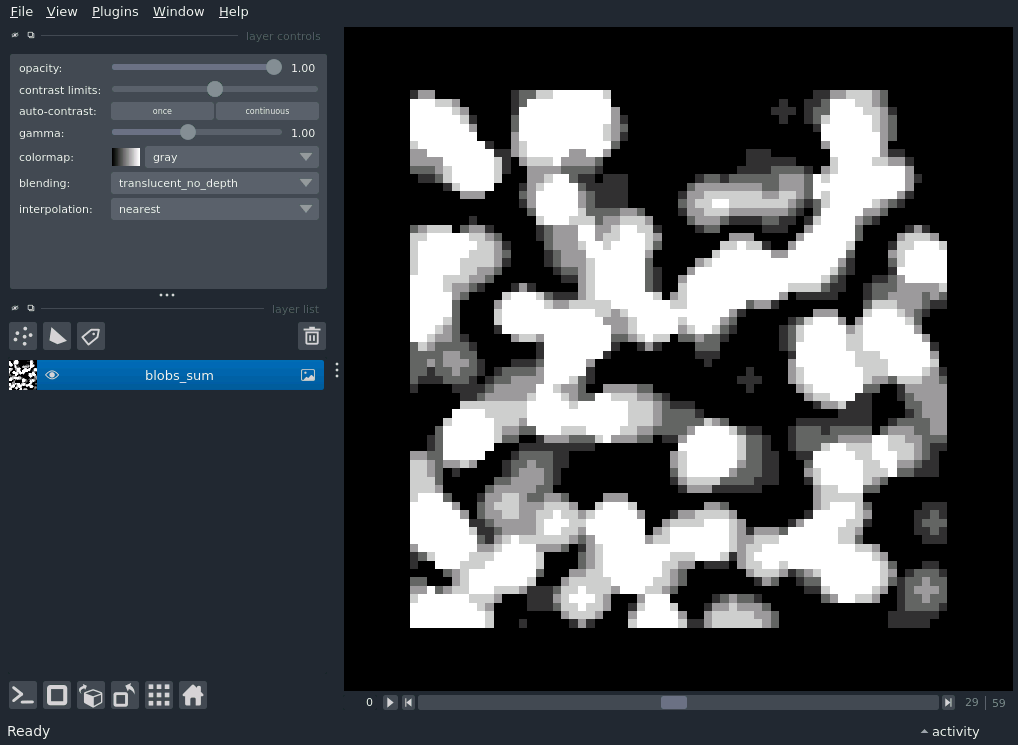 File View Plugins Window Help
layer controls
opacity: 1.00
contrast limits:
auto-contrast: once continuous
gamma: 1.00
colormap: gray
blending: translucent_no_depth
interpolation: nearest
layer list
blobs_sum
0 29 59
Ready activity